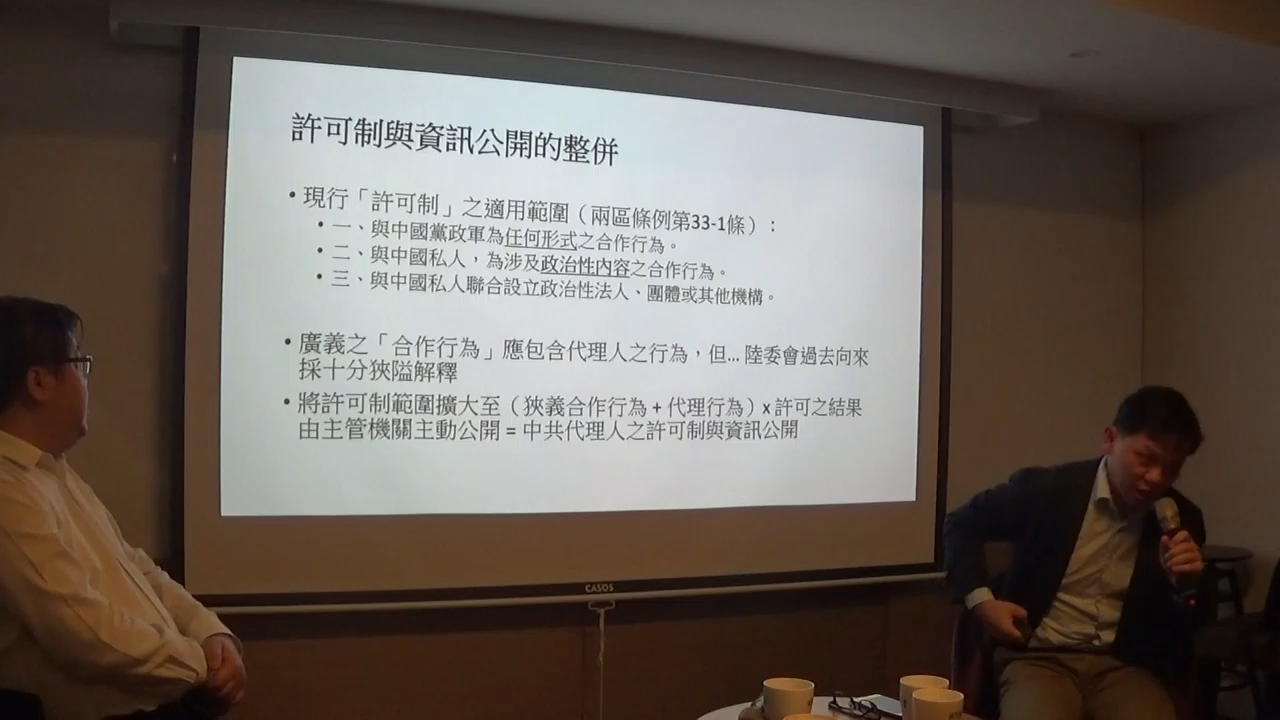 許可制與資訊公開的整併
• 現行「許可制」之適用範圍（兩區條例第33-1條）：
• 一、與中國黨政軍為任何形式之合作行為。
• 二、與中國私人，為涉及政治性內容之合作行為。
• 三、與中國私人聯合設立政治性法人、團體或其他機構。
• 廣義之「合作行為」應包含代理人之行為，但... 陸委會過去向來
採十分狹隘解釋
• 將許可制範圍擴大至（狹義合作行為 + 代理行為）x 許可之結果
由主管機關主動公開 = 中共代理人之許可制與資訊公開
CASOS